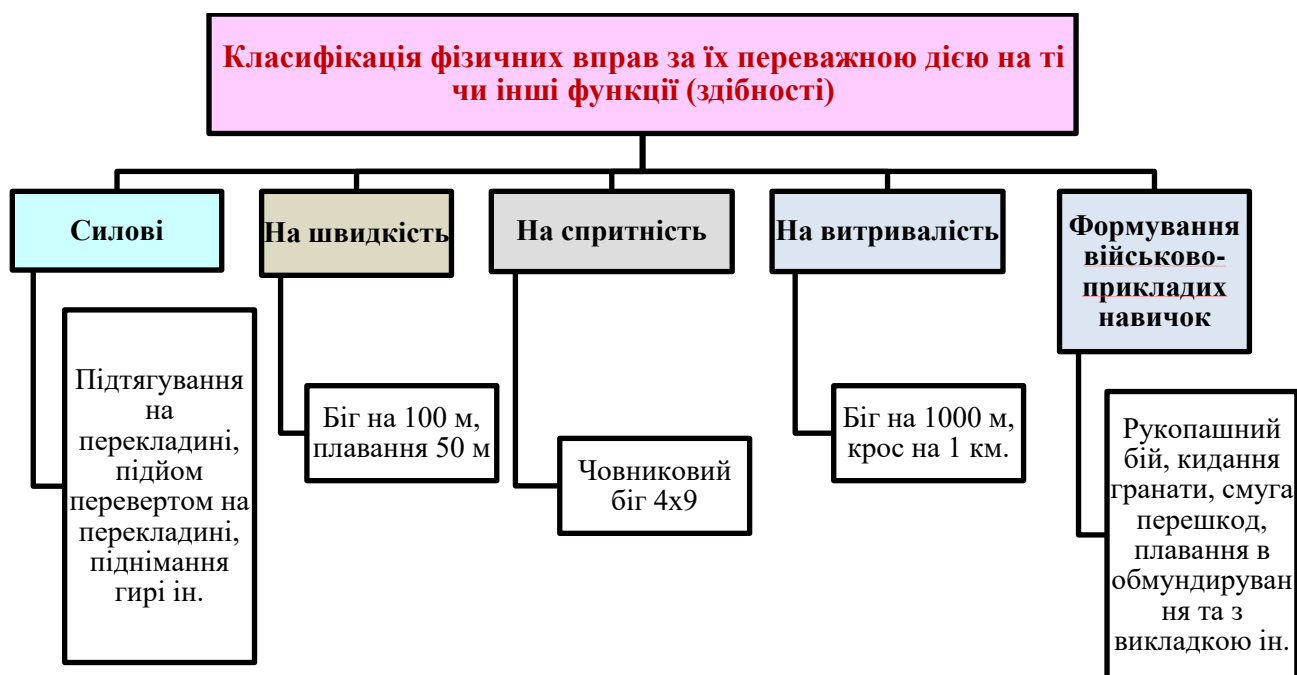 Класифікація фізичних вправ за їх переважною дією на ті
чи інші функції (здібності)
Силові
На швидкість
На спритність
На витривалість
Формування
військово-
прикладих
навичок
Підтягування
на
перекладині,
підйом
перевертом на
перекладині,
піднімання
гирі ін.
Біг на 100 м,
плавання 50 м
Човниковий
біг 4х9
Біг на 1000 м,
крос на 1 км.
Рукопашний
бій, кидання
гранати, смуга
перешкод,
плавання в
обмундируван
ня та з
викладкою ін.